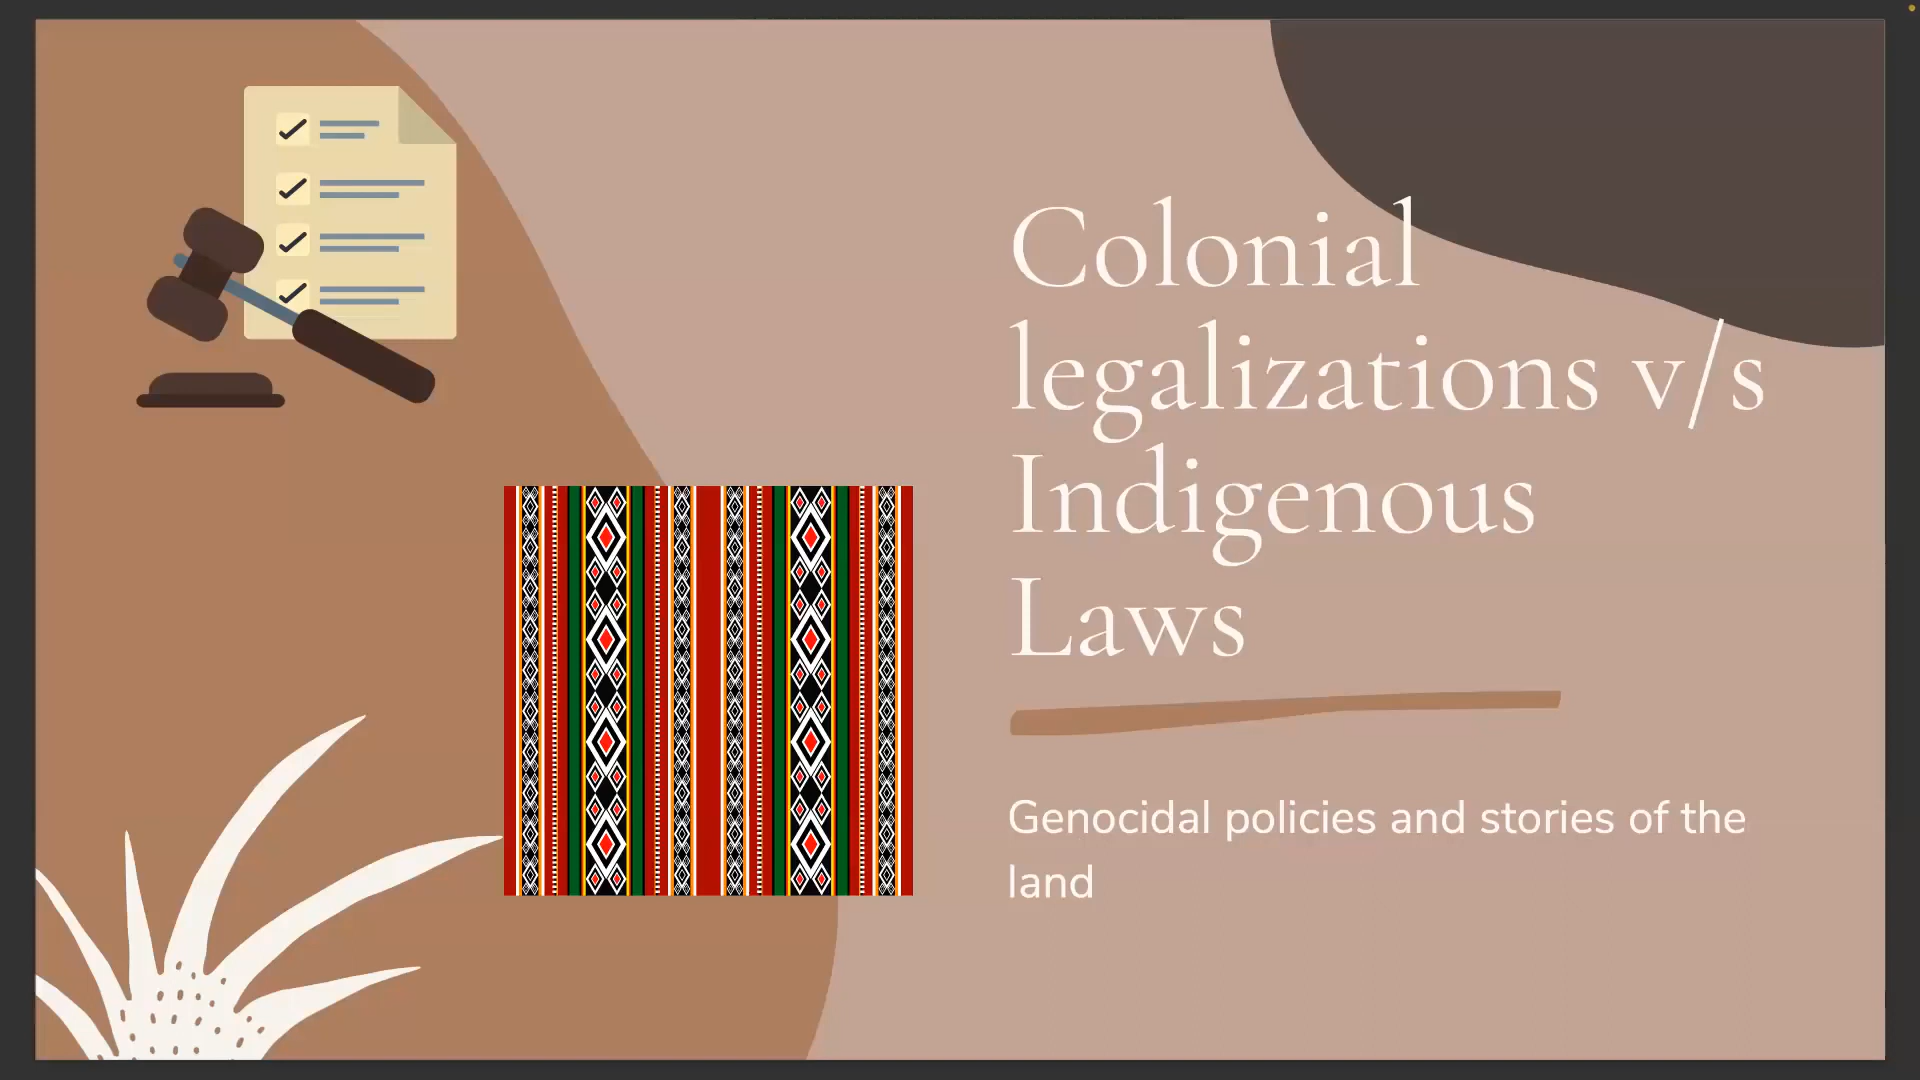 Colonial
legalizations v/s
Indigenous
Laws
Genocidal policies and stories of the
land